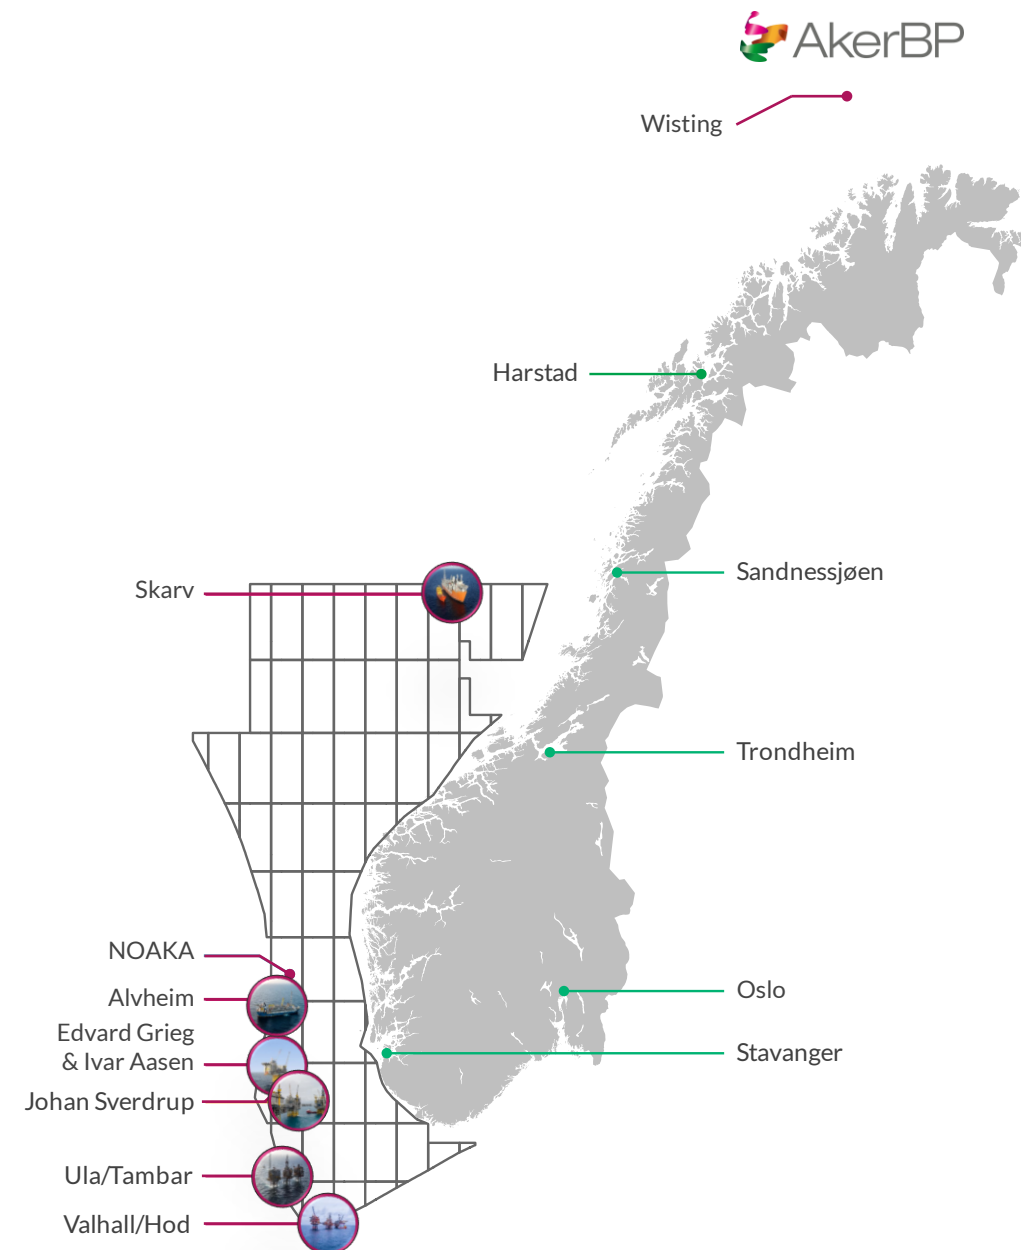 AkerBP
Wisting
Harstad
Sandnessjøen
Skarv
Trondheim
NOAKA
Alvheim
Edvard Grieg
& Ivar Aasen
Johan Sverdrup
Oslo
Stavanger
Ula/Tambar
Valhall/Hod